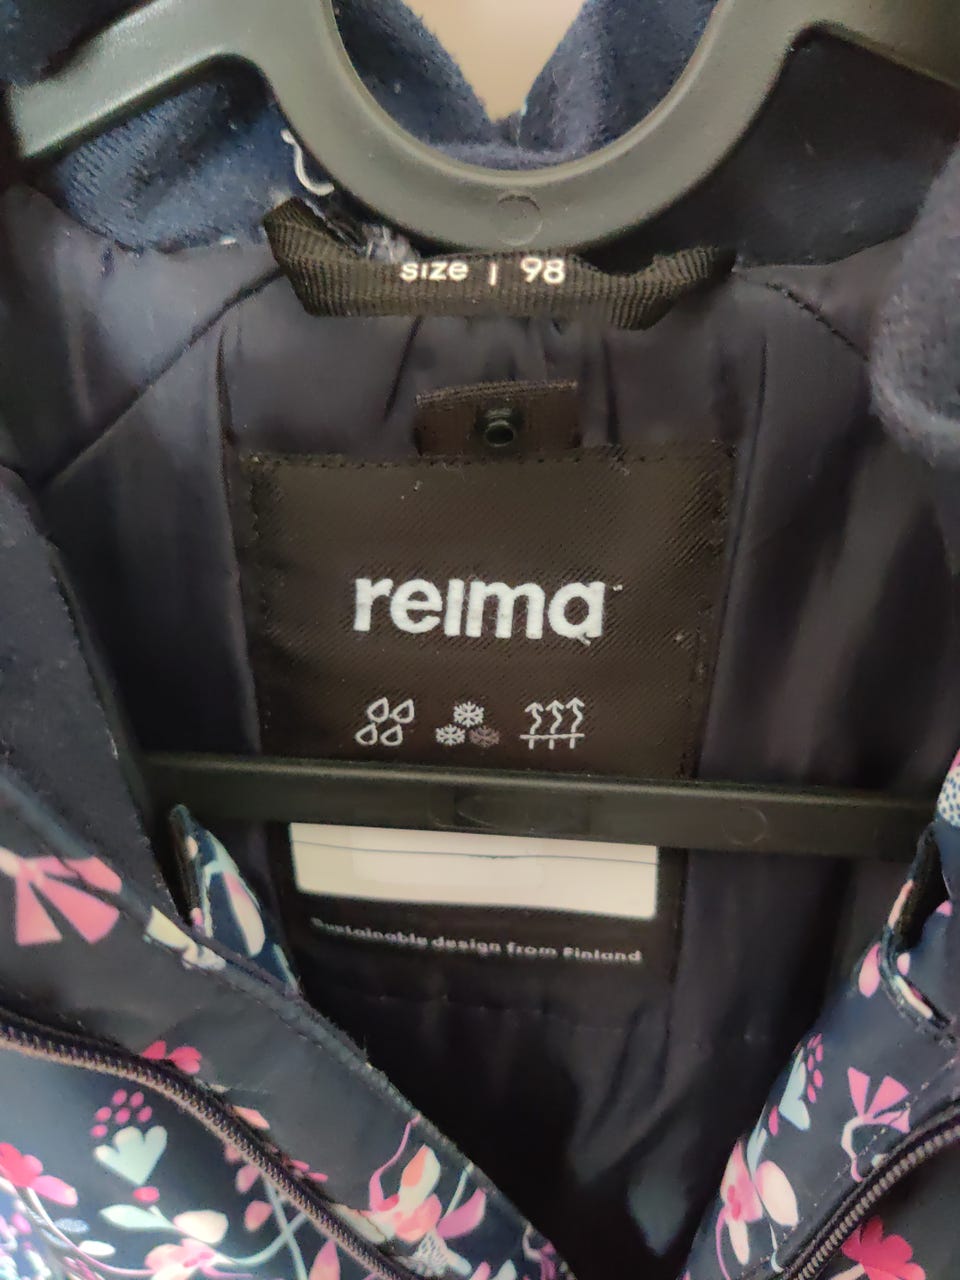 size | 98
reima
Sustainable design from Finland